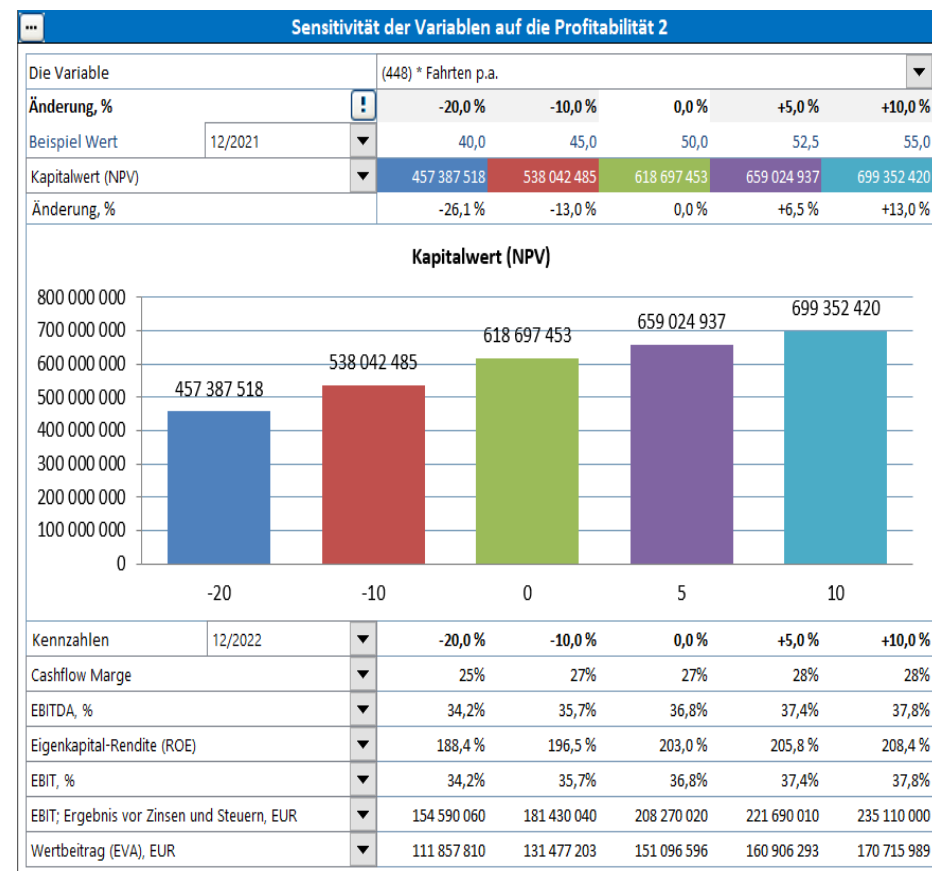 ... Sensitivität der Variablen auf die Profitabilität 2
Die Variable (448) * Fahrten p.a.
Änderung, % ! -20,0 % -10,0 % 0,0 % +5,0 % +10,0 %
Beispiel Wert 12/2021 40,0 45,0 50,0 52,5 55,0
Kapitalwert (NPV) 457 387 518 538 042 485 618 697 453 659 024 937 699 352 420
Änderung, % -26,1 % -13,0 % 0,0 % +6,5 % +13,0 %
Kapitalwert (NPV)
800 000 000
700 000 000
600 000 000
500 000 000
400 000 000
300 000 000
200 000 000
100 000 000
0
457 387 518
538 042 485
618 697 453
659 024 937
699 352 420
-20 -10 0 5 10
Kennzahlen 12/2022 -20,0 % -10,0 % 0,0 % +5,0 % +10,0 %
Cashflow Marge 25% 27% 27% 28% 28%
EBITDA, % 34,2% 35,7% 36,8% 37,4% 37,8%
Eigenkapital-Rendite (ROE) 188,4 % 196,5 % 203,0 % 205,8 % 208,4 %
EBIT, % 34,2% 35,7% 36,8% 37,4% 37,8%
EBIT; Ergebnis vor Zinsen und Steuern, EUR 154 590 060 181 430 040 208 270 020 221 690 010 235 110 000
Wertbeitrag (EVA), EUR 111 857 810 131 477 203 151 096 596 160 906 293 170 715 989